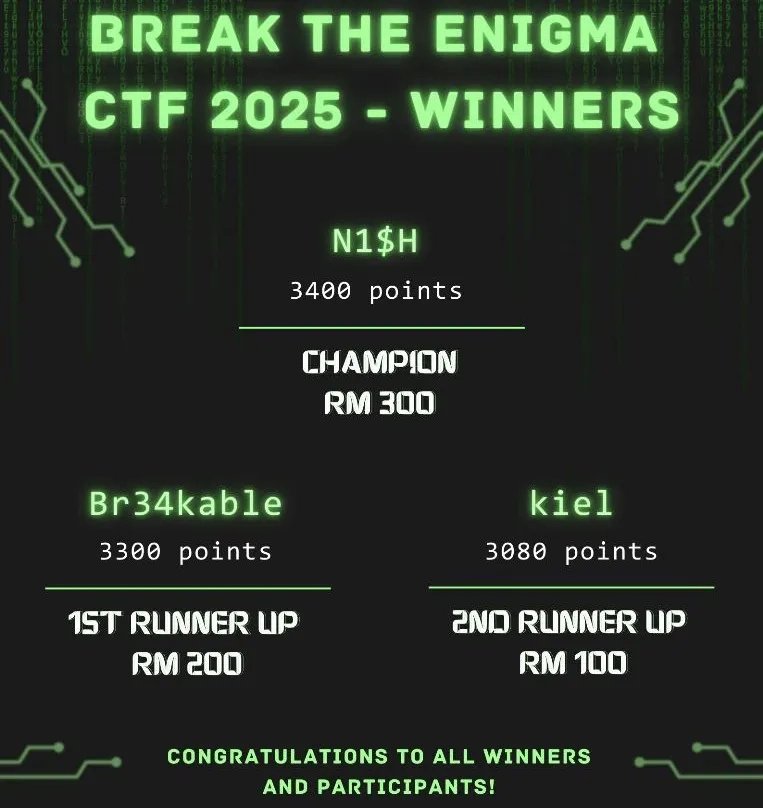 BREAK THE ENIGMA
CTF 2025 - WINNERS
N1$H
3400 points
CHAMPION
RM 300
Br34kable
3300 points
1ST RUNNER UP
RM 200
kiel
3080 points
2ND RUNNER UP
RM 100
CONGRATULATIONS TO ALL WINNERS
AND PARTICIPANTS!